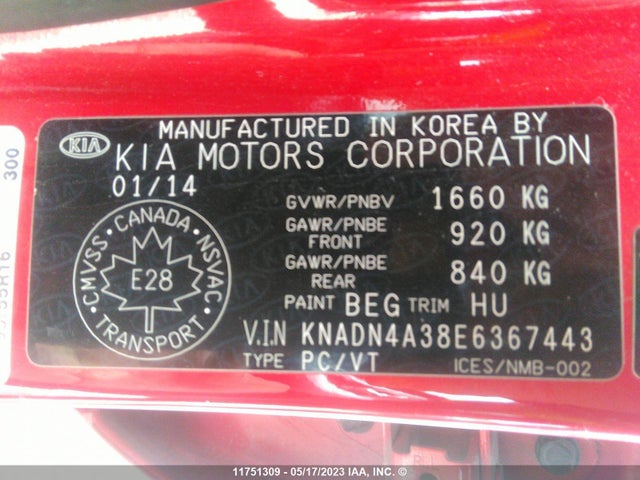 MANUFACTURED IN KOREA BY
KIA KIA MOTORS CORPORATION
01/14
GVWR/PNBV 1660 KG
GAWR/PNBE FRONT 920 KG
GAWR/PNBE REAR 840 KG
PAINT BEG TRIM HU
V.I.N KNADN4A38E6367443
TYPE PC/VT ICES/NMB-002
CMVSS CANADA NSVAC
E28
TRANSPORT
300
11751309 - 05/17/2023 IAA, INC. ©